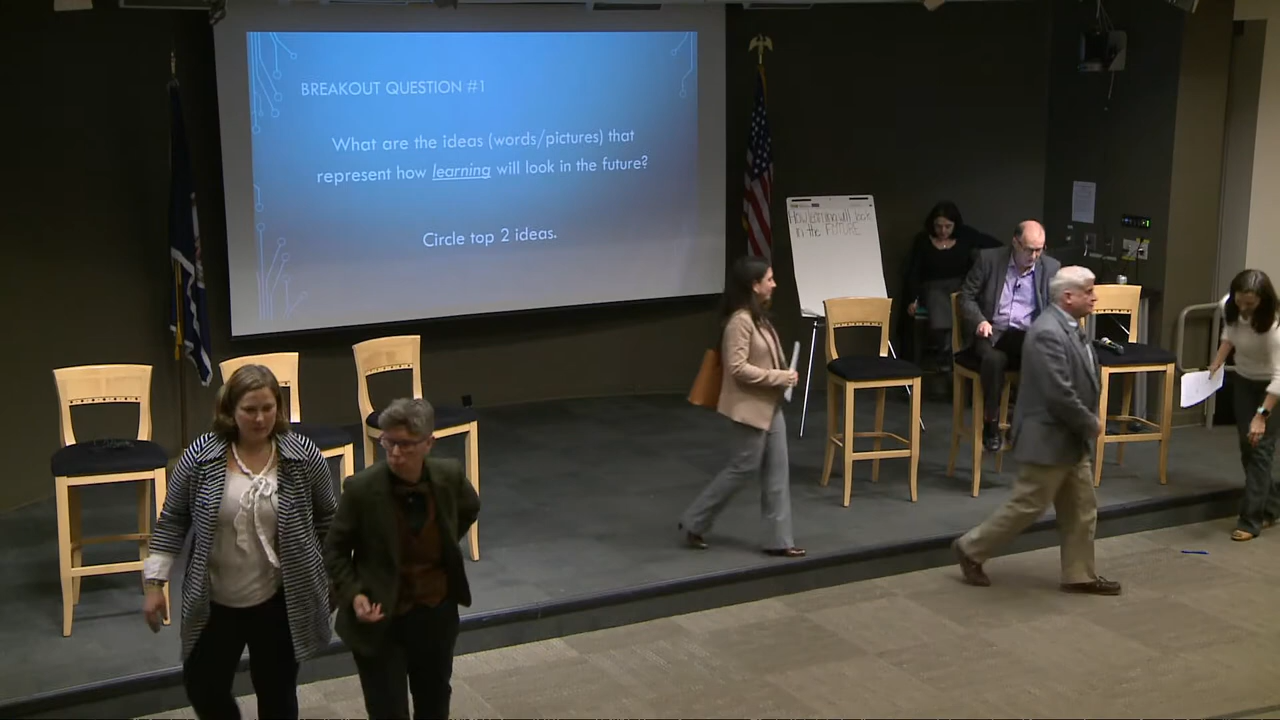 BREAKOUT QUESTION #1
What are the ideas (words/pictures) that
represent how learning will look in the future?
Circle top 2 ideas.
How learning will look
in the FUTURE